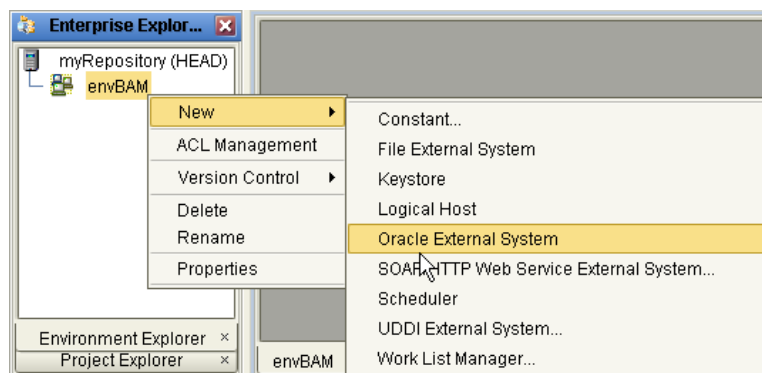 Enterprise Explor...
myRepository (HEAD)
envBAM
New
ACL Management
Version Control
Delete
Rename
Properties
Constant...
File External System
Keystore
Logical Host
Oracle External System
SOAP HTTP Web Service External System...
Scheduler
UDDI External System...
Work List Manager...
Environment Explorer
Project Explorer
envBAM